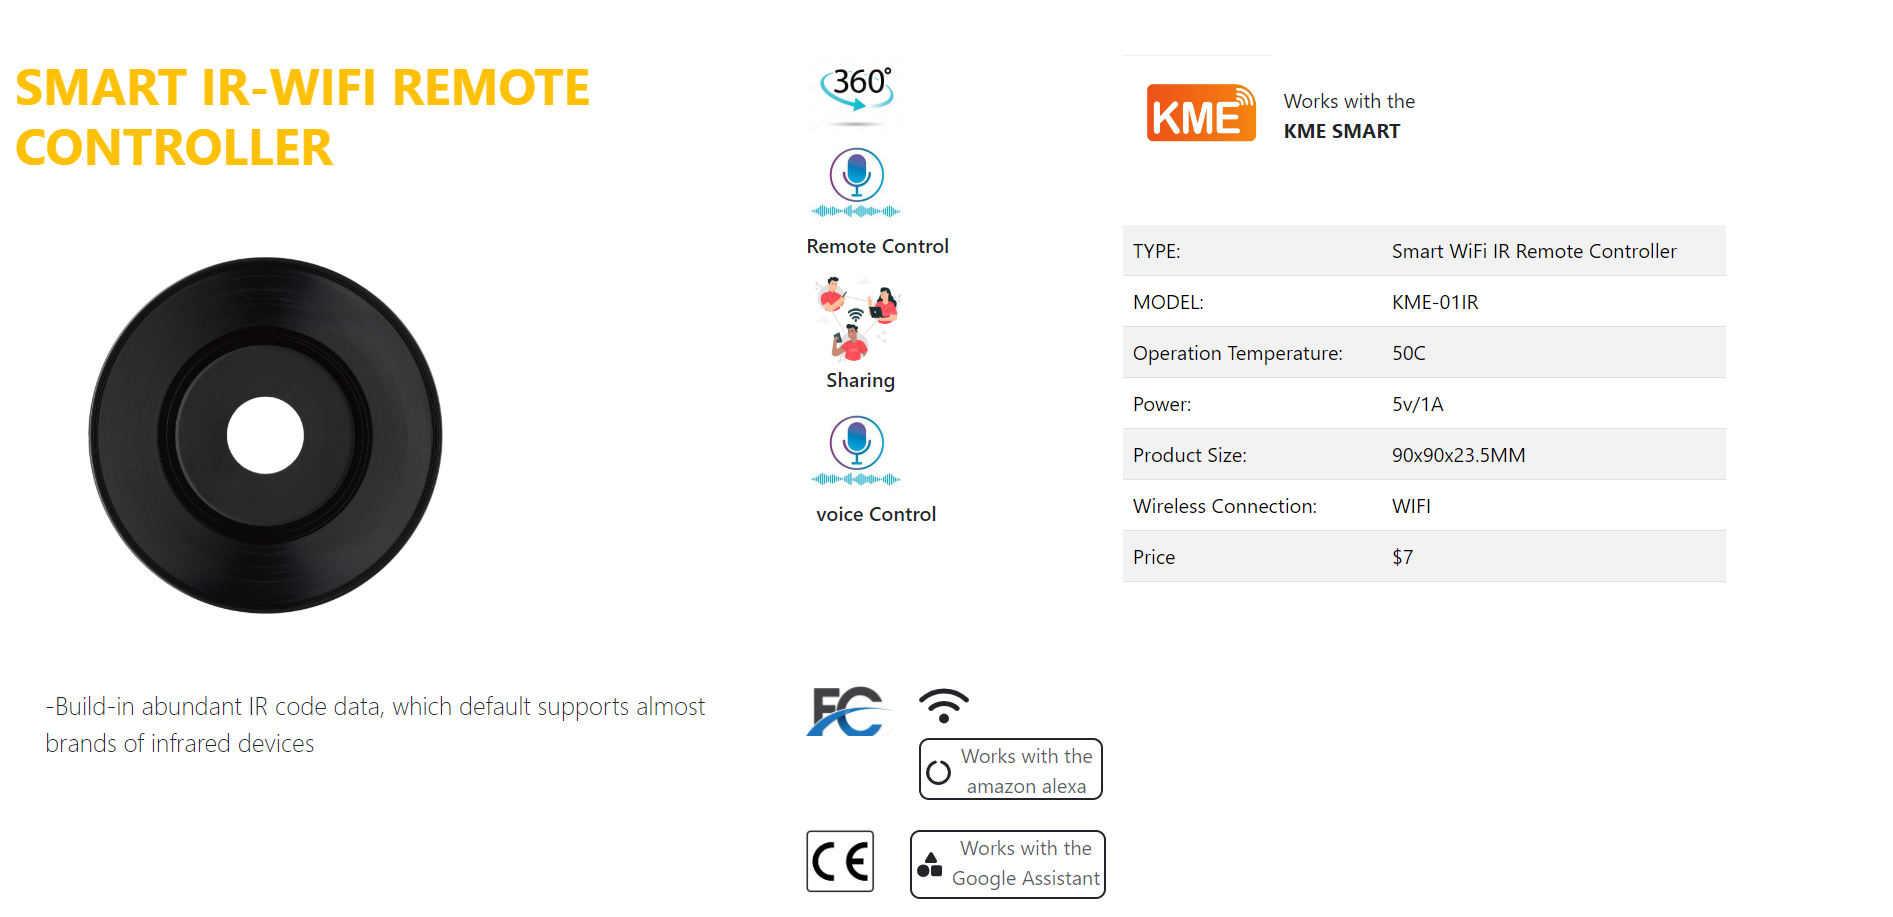 SMART IR-WIFI REMOTE
CONTROLLER
-Build-in abundant IR code data, which default supports almost
brands of infrared devices
360°
Remote Control
Sharing
voice Control
FC
Works with the
amazon alexa
CE
Works with the
Google Assistant
KME
Works with the
KME SMART
TYPE: Smart WiFi IR Remote Controller
MODEL: KME-01IR
Operation Temperature: 50C
Power: 5v/1A
Product Size: 90x90x23.5MM
Wireless Connection: WIFI
Price $7